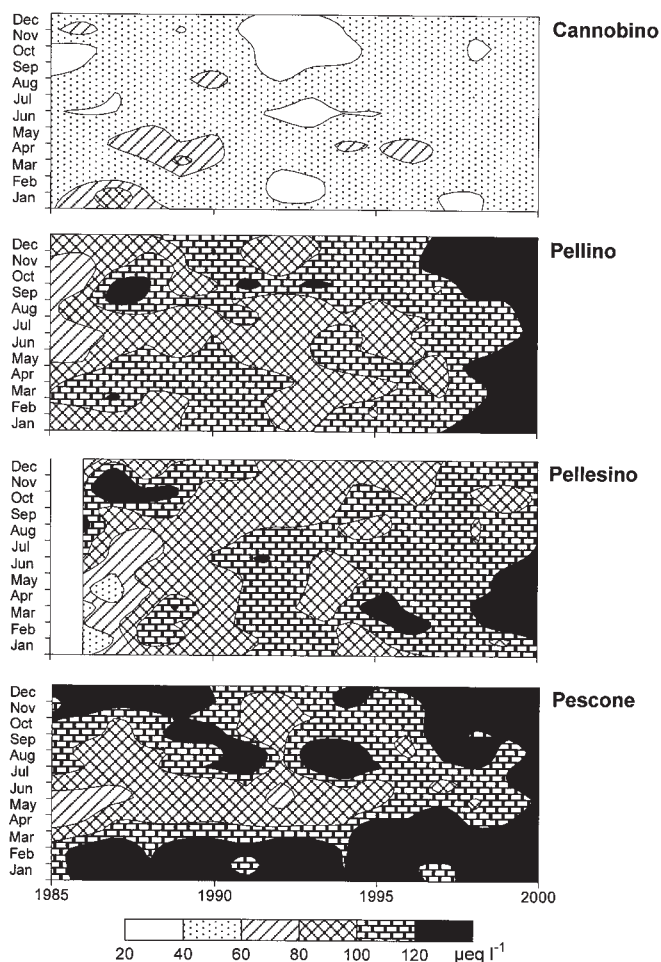 Cannobino
Dec
Nov
Oct
Sep
Aug
Jul
Jun
May
Apr
Mar
Feb
Jan
Pellino
Dec
Nov
Oct
Sep
Aug
Jul
Jun
May
Apr
Mar
Feb
Jan
Pellesino
Dec
Nov
Oct
Sep
Aug
Jul
Jun
May
Apr
Mar
Feb
Jan
Pescone
Dec
Nov
Oct
Sep
Aug
Jul
Jun
May
Apr
Mar
Feb
Jan
1985 1990 1995 2000
20 40 60 80 100 120 µeq l⁻¹